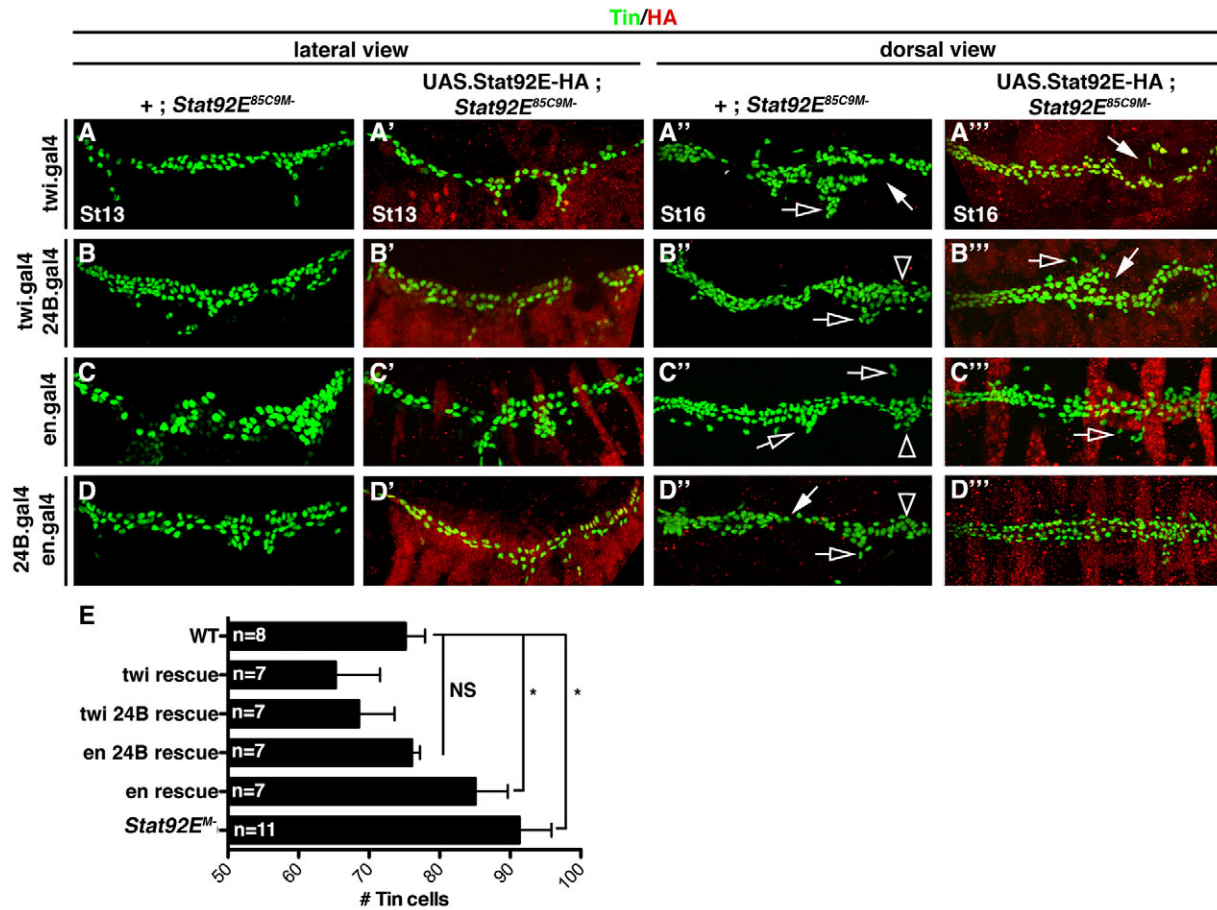 Tin/HA
lateral view
dorsal view
+ ; Stat92E85C9M-
UAS.Stat92E-HA ;
Stat92E85C9M-
+ ; Stat92E85C9M-
UAS.Stat92E-HA ;
Stat92E85C9M-
twi.gal4
A
St13
A'
St13
A''
St16
A'''
St16
twi.gal4
24B.gal4
B
B'
B''
B'''
en.gal4
C
C'
C''
C'''
24B.gal4
en.gal4
D
D'
D''
D'''
E
WT
n=8
twi rescue
n=7
twi 24B rescue
n=7
en 24B rescue
n=7
en rescue
n=7
Stat92EM-
n=11
NS
*
*
50
60
70
80
90
100
# Tin cells